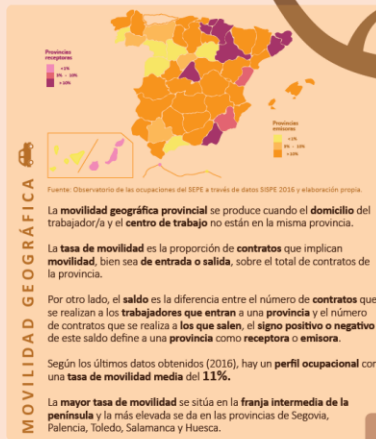 Provincias
receptoras
<5%
5% - 10%
>10%
Provincias
emisoras
<5%
5% - 10%
>10%
Fuente: Observatorio de las ocupaciones del SEPE a través de datos SISPE 2016 y elaboración propia.
MOVILIDAD GEOGRÁFICA
La movilidad geográfica provincial se produce cuando el domicilio del
trabajador/a y el centro de trabajo no están en la misma provincia.
La tasa de movilidad es la proporción de contratos que implican
movilidad, bien sea de entrada o salida, sobre el total de contratos de
la provincia.
Por otro lado, el saldo es la diferencia entre el número de contratos que
se realizan a los trabajadores que entran a una provincia y el número
de contratos que se realiza a los que salen, el signo positivo o negativo
de este saldo define a una provincia como receptora o emisora.
Según los últimos datos obtenidos (2016), hay un perfil ocupacional con
una tasa de movilidad media del 11%.
La mayor tasa de movilidad se sitúa en la franja intermedia de la
península y la más elevada se da en las provincias de Segovia,
Palencia, Toledo, Salamanca y Huesca.